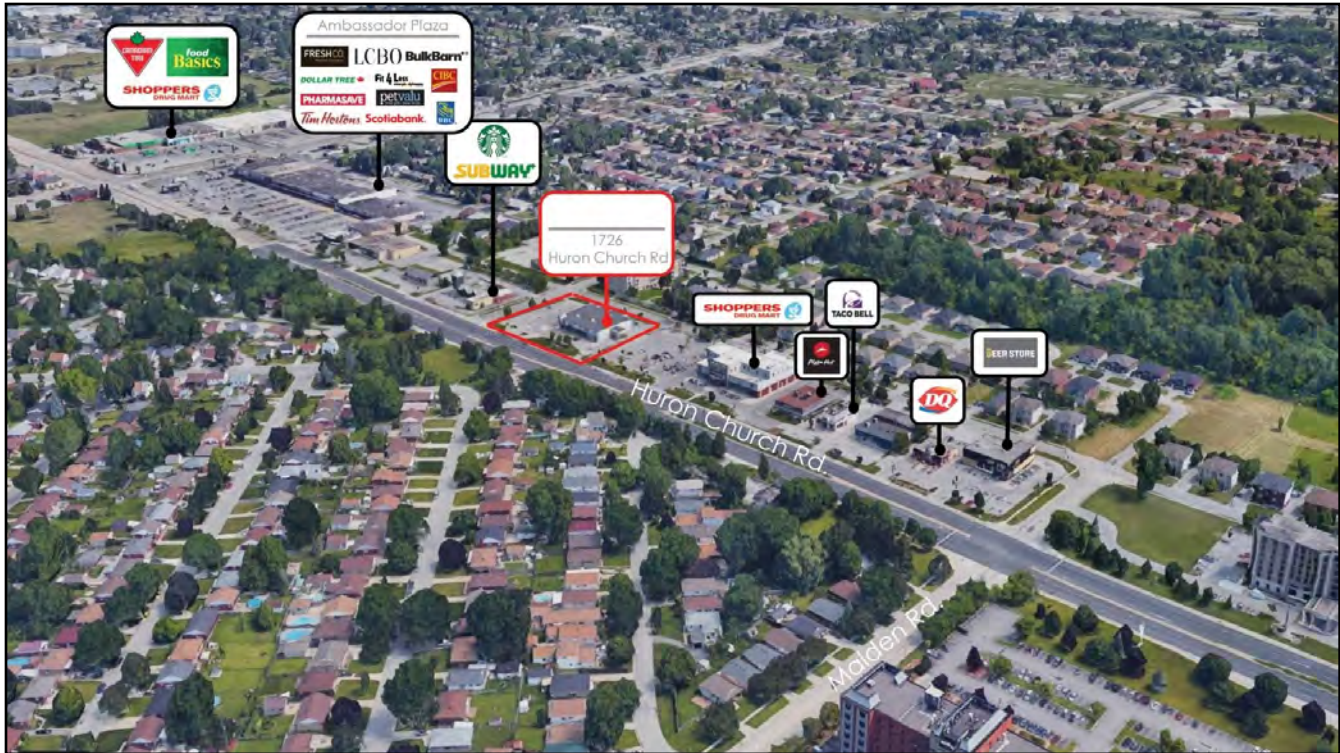 CANADIAN
TIRE
food
Basics
SHOPPERS
DRUG MART
Ambassador Plaza
FRESHCO.
LCBO
BulkBarn
DOLLAR TREE
Fit 4 Less
CIBC
PHARMASAVE
petvalu
Tim Hortons
Scotiabank
RBC
SUBWAY
1726
Huron Church Rd
SHOPPERS
DRUG MART
TACO BELL
Pizza Hut
DQ
BEER STORE
Huron Church Rd.
Malden Rd.